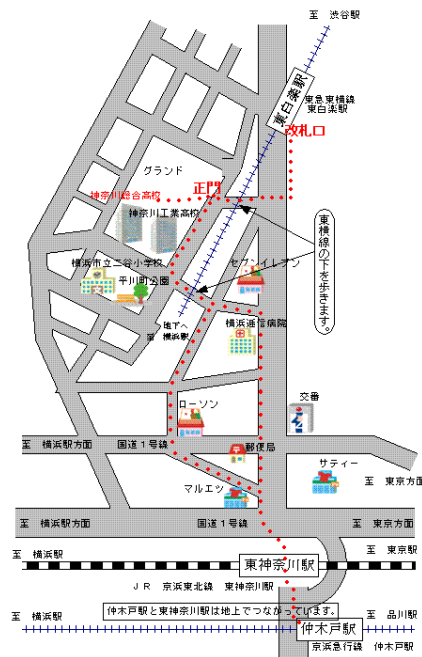 至 渋谷駅
東白楽駅
東急東横線
東白楽駅
改札口
グランド
正門
神奈川総合高校
神奈川工業高校
東横線の下を歩きます。
横浜市立二谷小学校
セブンイレブン
平川町公園
地下へ
至 横浜駅
横浜逓信病院
交番
ローソン
至 横浜駅方面
国道1号線
郵便局
サティー
至 東京方面
マルエツ
至 横浜駅方面
国道1号線
至 東京方面
至 横浜駅
東神奈川駅
至 東京駅
JR 京浜東北線 東神奈川駅
仲木戸駅と東神奈川駅は地上でつながっています。
至 横浜駅
至 品川駅
仲木戸駅
京浜急行線 仲木戸駅